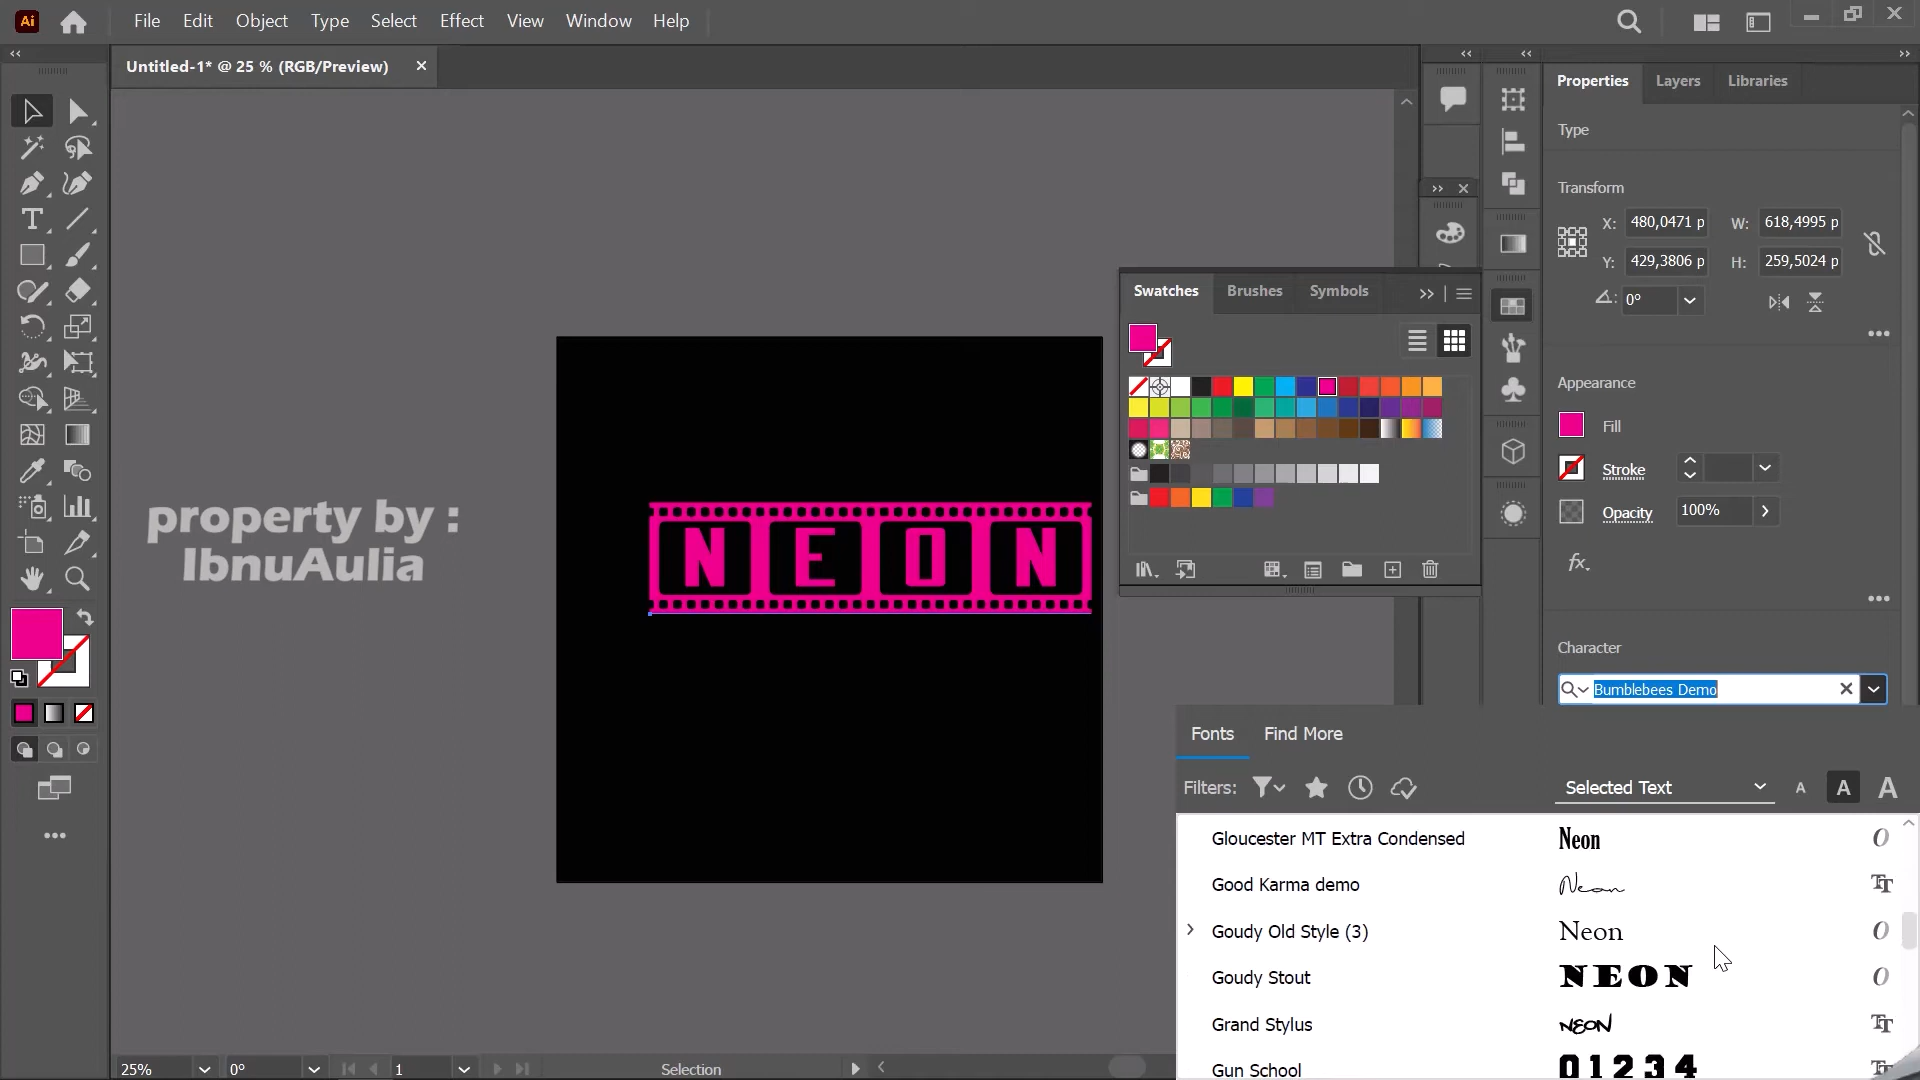 Ai
File Edit Object Type Select Effect View Window Help
Untitled-1* @ 25 % (RGB/Preview)
Properties Layers Libraries
Type
Transform
X: 480,0471 p W: 618,4995 p
Y: 429,3806 p H: 259,5024 p
0°
Swatches Brushes Symbols
Appearance
Fill
Stroke
Opacity 100%
fx.
property by :
IbnuAulia
NEON
Character
Bumblebees Demo
Fonts Find More
Filters: Selected Text A A A
Gloucester MT Extra Condensed Neon
Good Karma demo Neon
Goudy Old Style (3) Neon
Goudy Stout NEON
Grand Stylus NEON
Gun School 01234
25% 0° 1 Selection